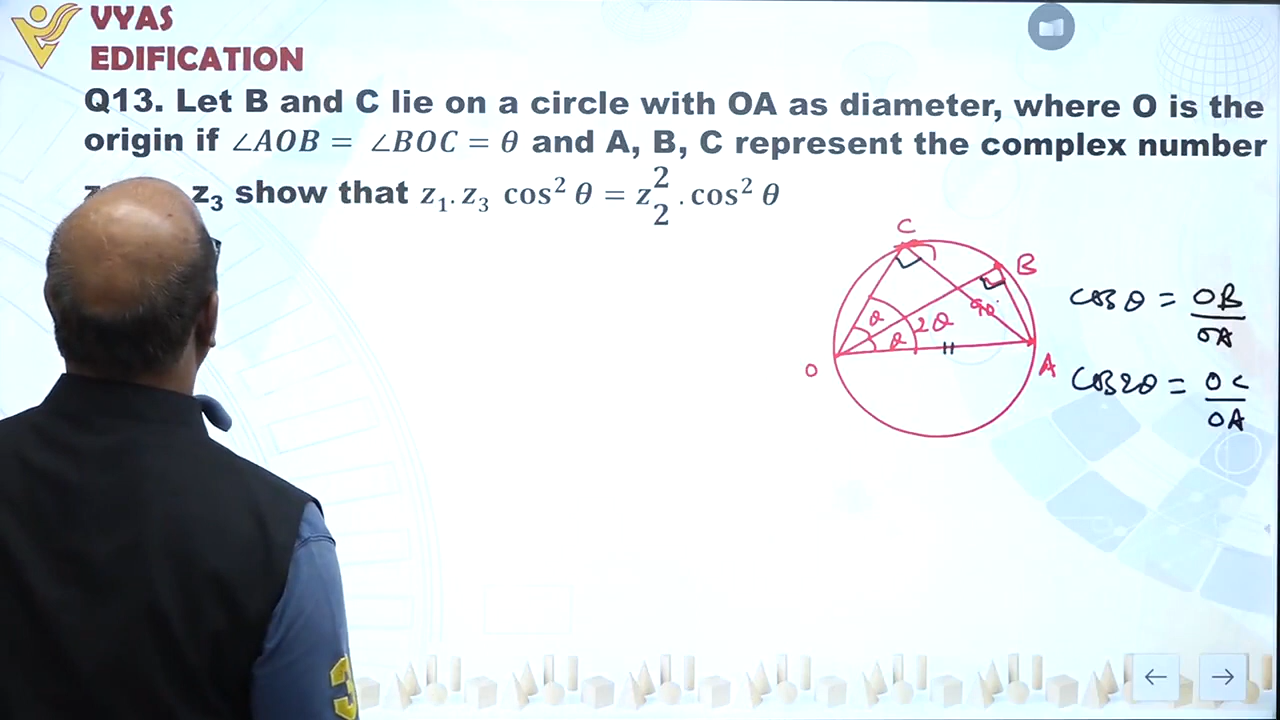 VYAS
EDIFICATION
Q13. Let B and C lie on a circle with OA as diameter, where O is the
origin if ∠AOB = ∠BOC = θ and A, B, C represent the complex number
z₃ show that z₁. z₃ cos² θ = z₂² . cos² θ
C
B
θ
2θ
90°
θ
O
A
cos θ = OB / OA
cos 2θ = OC / OA
3